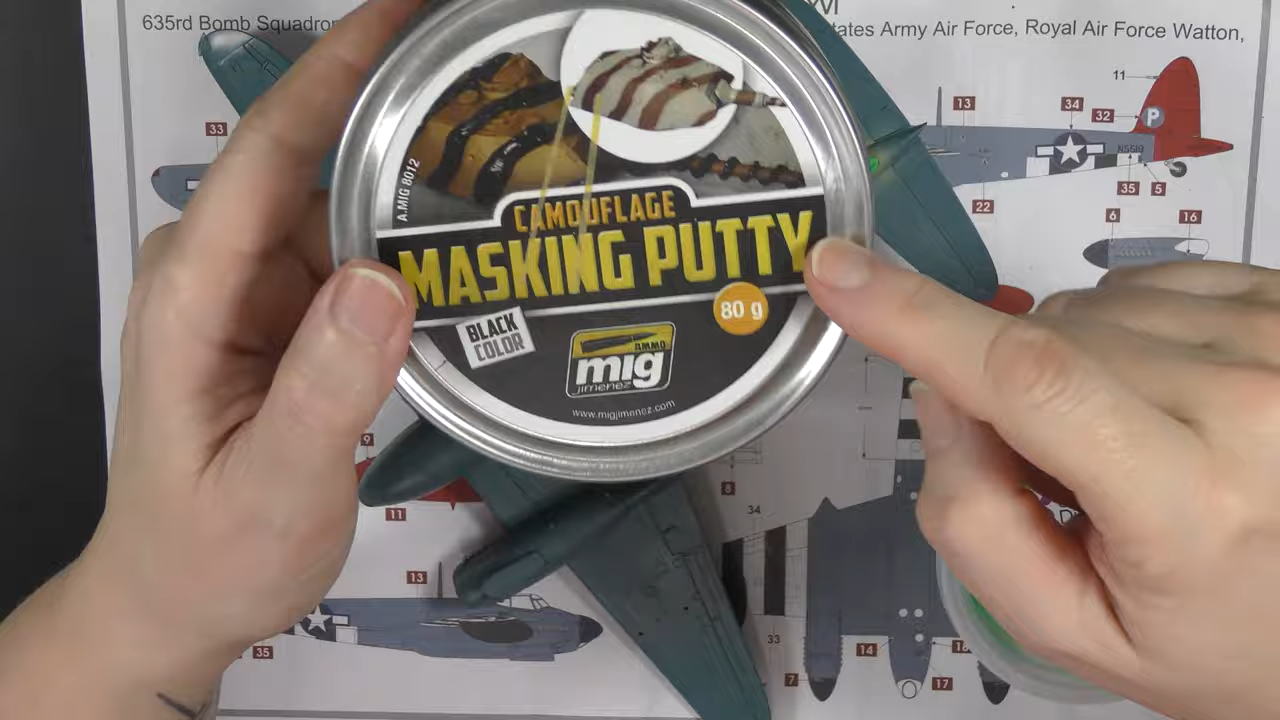 XVI
635rd Bomb Squadron
States Army Air Force, Royal Air Force Watton,
11
13
34
32
P
33
N5519
35
5
22
6
16
A.MIG 8012
CAMOUFLAGE
MASKING PUTTY
80 g
BLACK
COLOR
AMMO
mig
jimenez
www.migjimenez.com
9
8
11
34
13
33
14
35
7
17